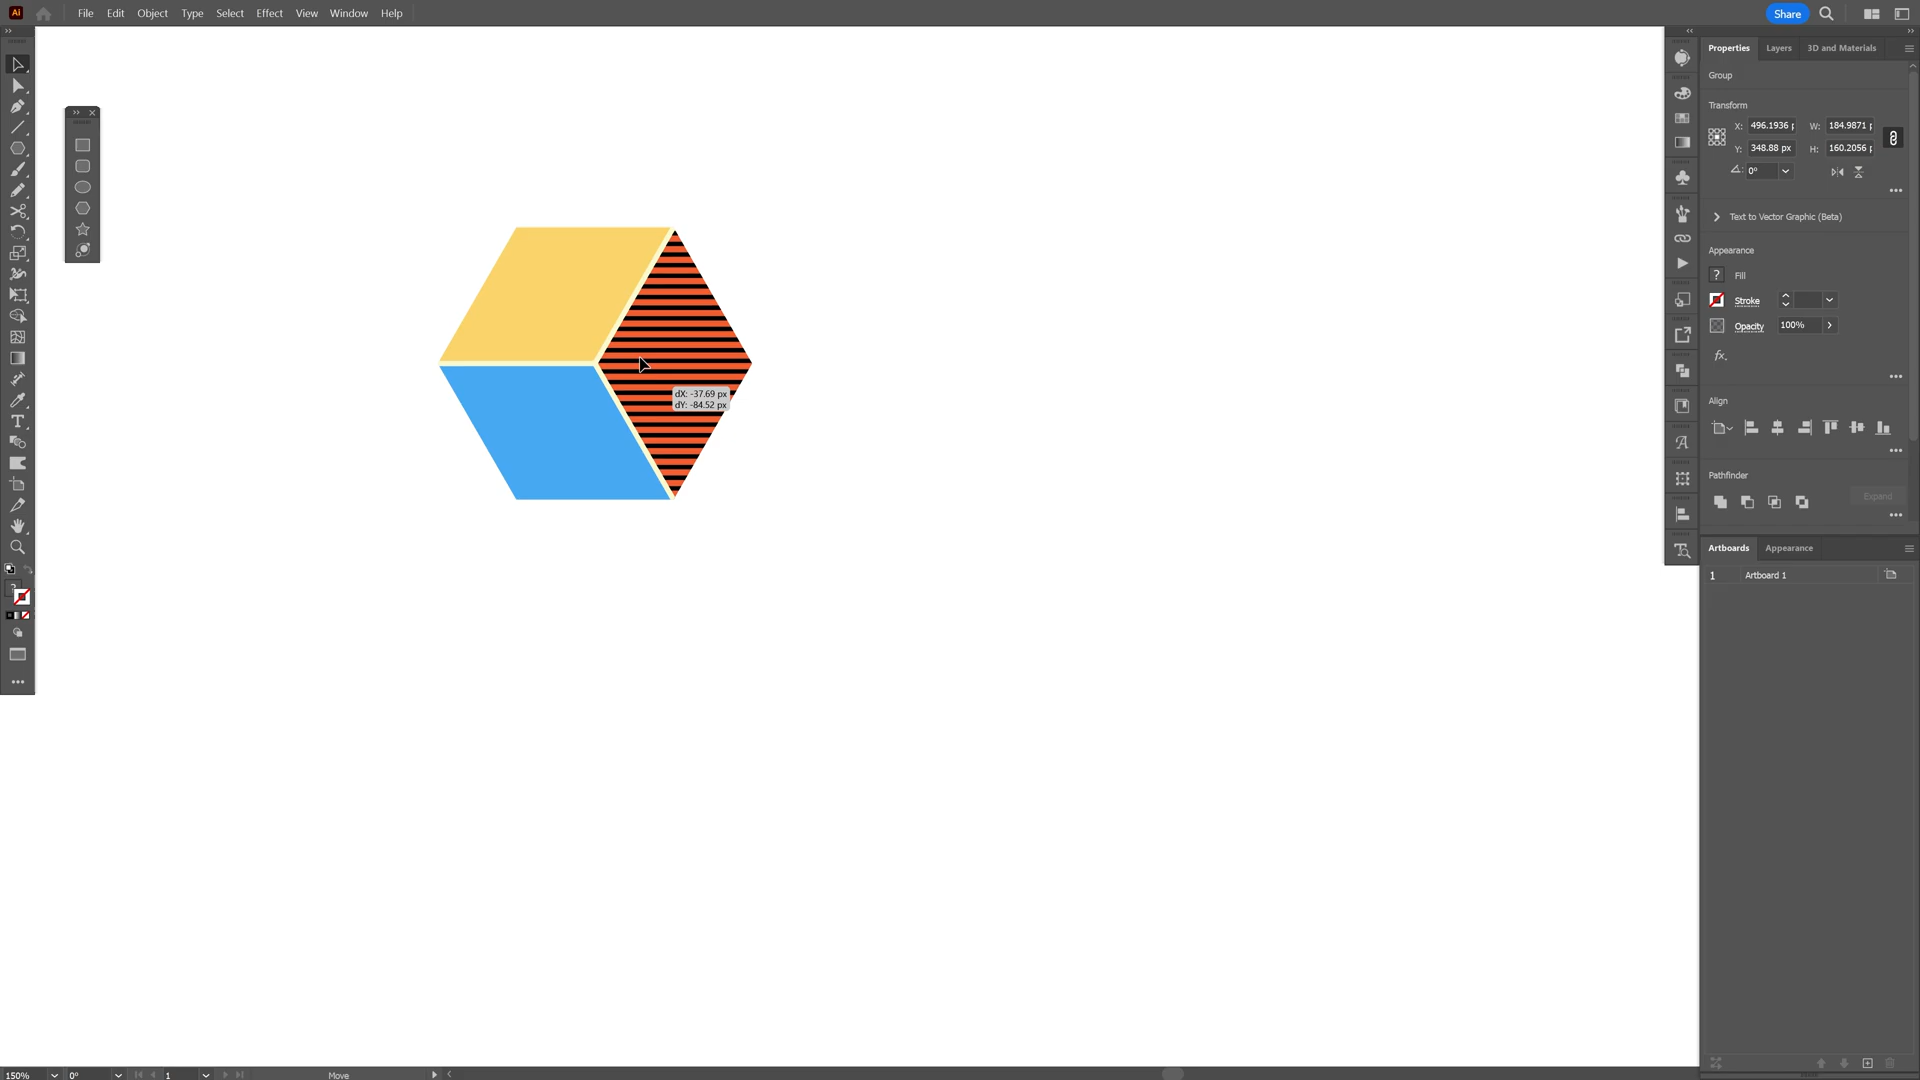 Ai File Edit Object Type Select Effect View Window Help Share
Properties Layers 3D and Materials
Group
Transform
X: 496.1936 p W: 184.9871 p
Y: 348.88 px H: 160.2056 p
0°
Text to Vector Graphic (Beta)
Appearance
? Fill
Stroke
Opacity 100%
fx.
Align
dX: -37.69 px
dY: -84.52 px
Pathfinder
Expand
Artboards Appearance
1 Artboard 1
150% 0° 1 Move